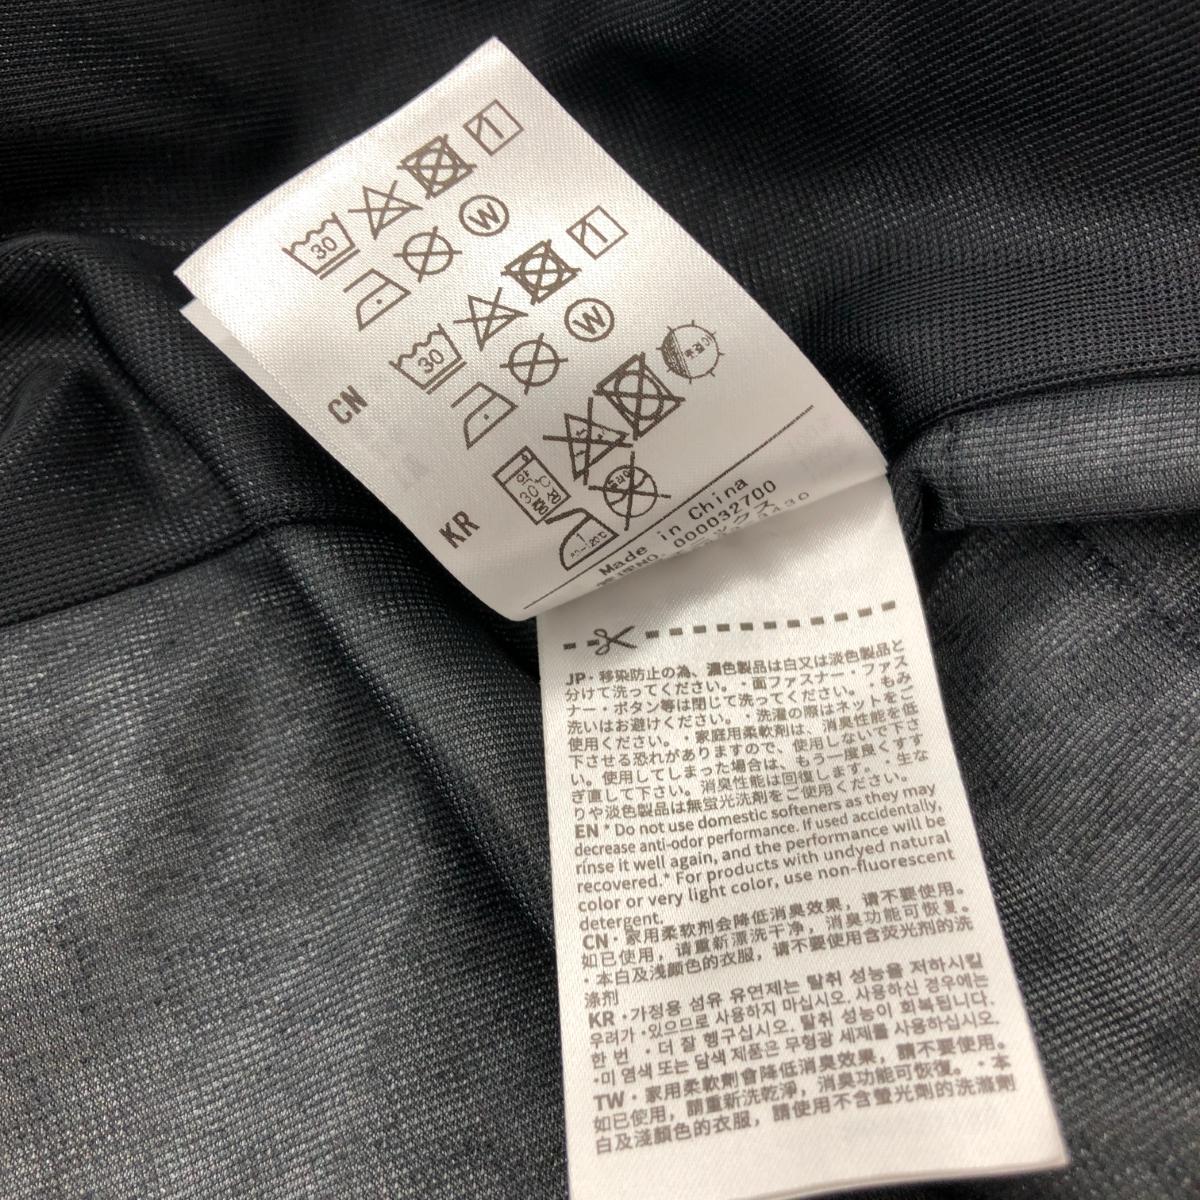 30
W
30
W
CN
KR
30℃
Made in China
000032700
JP・移染防止の為、濃色製品は白又は淡色製品と
分けて洗ってください。・面ファスナー・ファス
ナー・ボタン等は閉じて洗ってください。・もみ
洗いはお避けください。・洗濯の際はネットをご
使用ください。・家庭用柔軟剤は、消臭性能を低
下させる恐れがありますので、使用しないで下さ
い。使用してしまった場合は、もう一度良くすす
ぎ直して下さい。消臭性能は回復します。・生な
りや淡色製品は無蛍光洗剤をご使用ください。
EN * Do not use domestic softeners as they may
decrease anti-odor performance. If used accidentally,
rinse it well again, and the performance will be
recovered.* For products with undyed natural
color or very light color, use non-fluorescent
detergent.
CN・家用柔软剂会降低消臭效果，请不要使用。
如已使用，请重新漂洗干净，消臭功能可恢复。
・本白及浅颜色的衣服，请不要使用含荧光剂的洗
涤剂
KR・가정용 섬유 유연제는 탈취 성능을 저하시킬
우려가 ·있으므로 사용하지 마십시오. 사용하신 경우에는
한 번 ・더 잘 헹구십시오. 탈취 성능이 회복됩니다.
·미 염색 또는 담색 제품은 무형광 세제를 사용하십시오.
TW・家用柔軟劑會降低消臭效果，請不要使用。
如已使用，請重新洗乾淨，消臭功能可恢復。・本
白及淺顏色的衣服，請使用不含螢光劑的洗滌劑